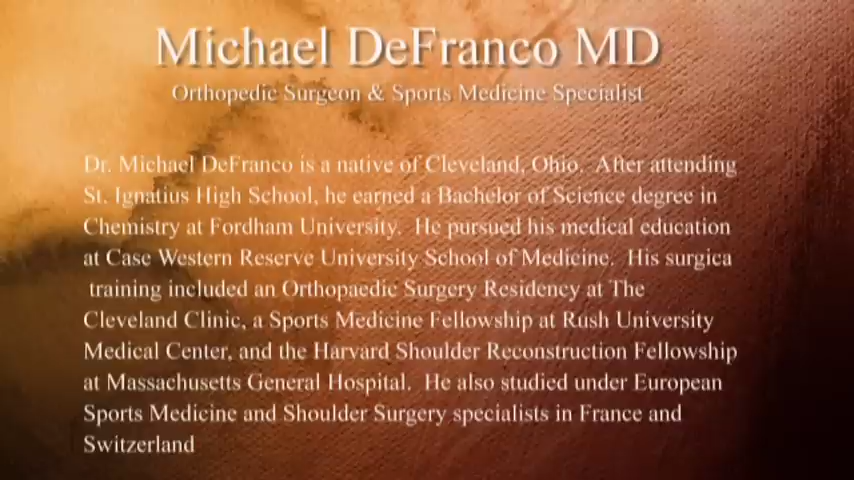 Michael DeFranco MD
Orthopedic Surgeon & Sports Medicine Specialist
Dr. Michael DeFranco is a native of Cleveland, Ohio. After attending
St. Ignatius High School, he earned a Bachelor of Science degree in
Chemistry at Fordham University. He pursued his medical education
at Case Western Reserve University School of Medicine. His surgica
training included an Orthopaedic Surgery Residency at The
Cleveland Clinic, a Sports Medicine Fellowship at Rush University
Medical Center, and the Harvard Shoulder Reconstruction Fellowship
at Massachusetts General Hospital. He also studied under European
Sports Medicine and Shoulder Surgery specialists in France and
Switzerland